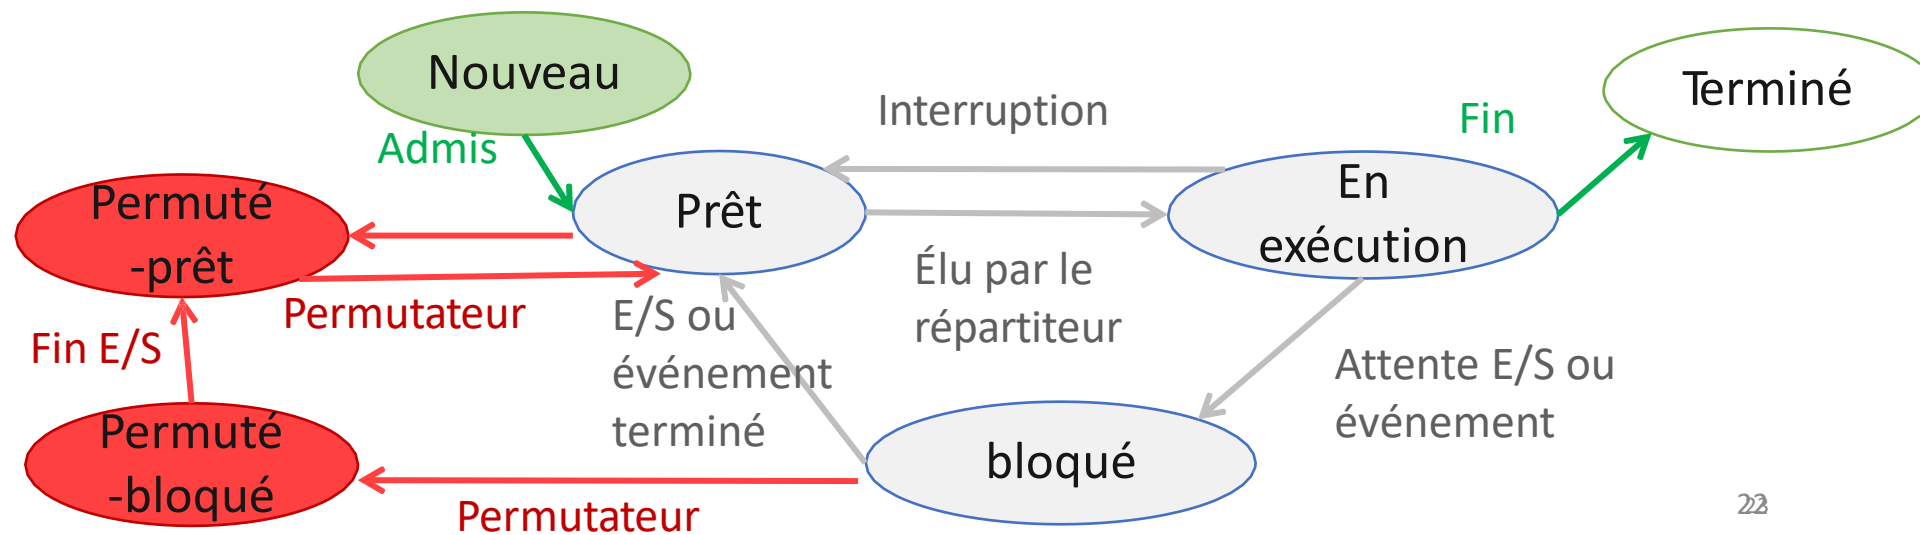 Nouveau
Terminé
Interruption
Fin
Admis
En
exécution
Prêt
Permuté
-prêt
Élu par le
répartiteur
Permutateur
E/S ou
événement
terminé
Fin E/S
Attente E/S ou
événement
Permuté
-bloqué
bloqué
Permutateur